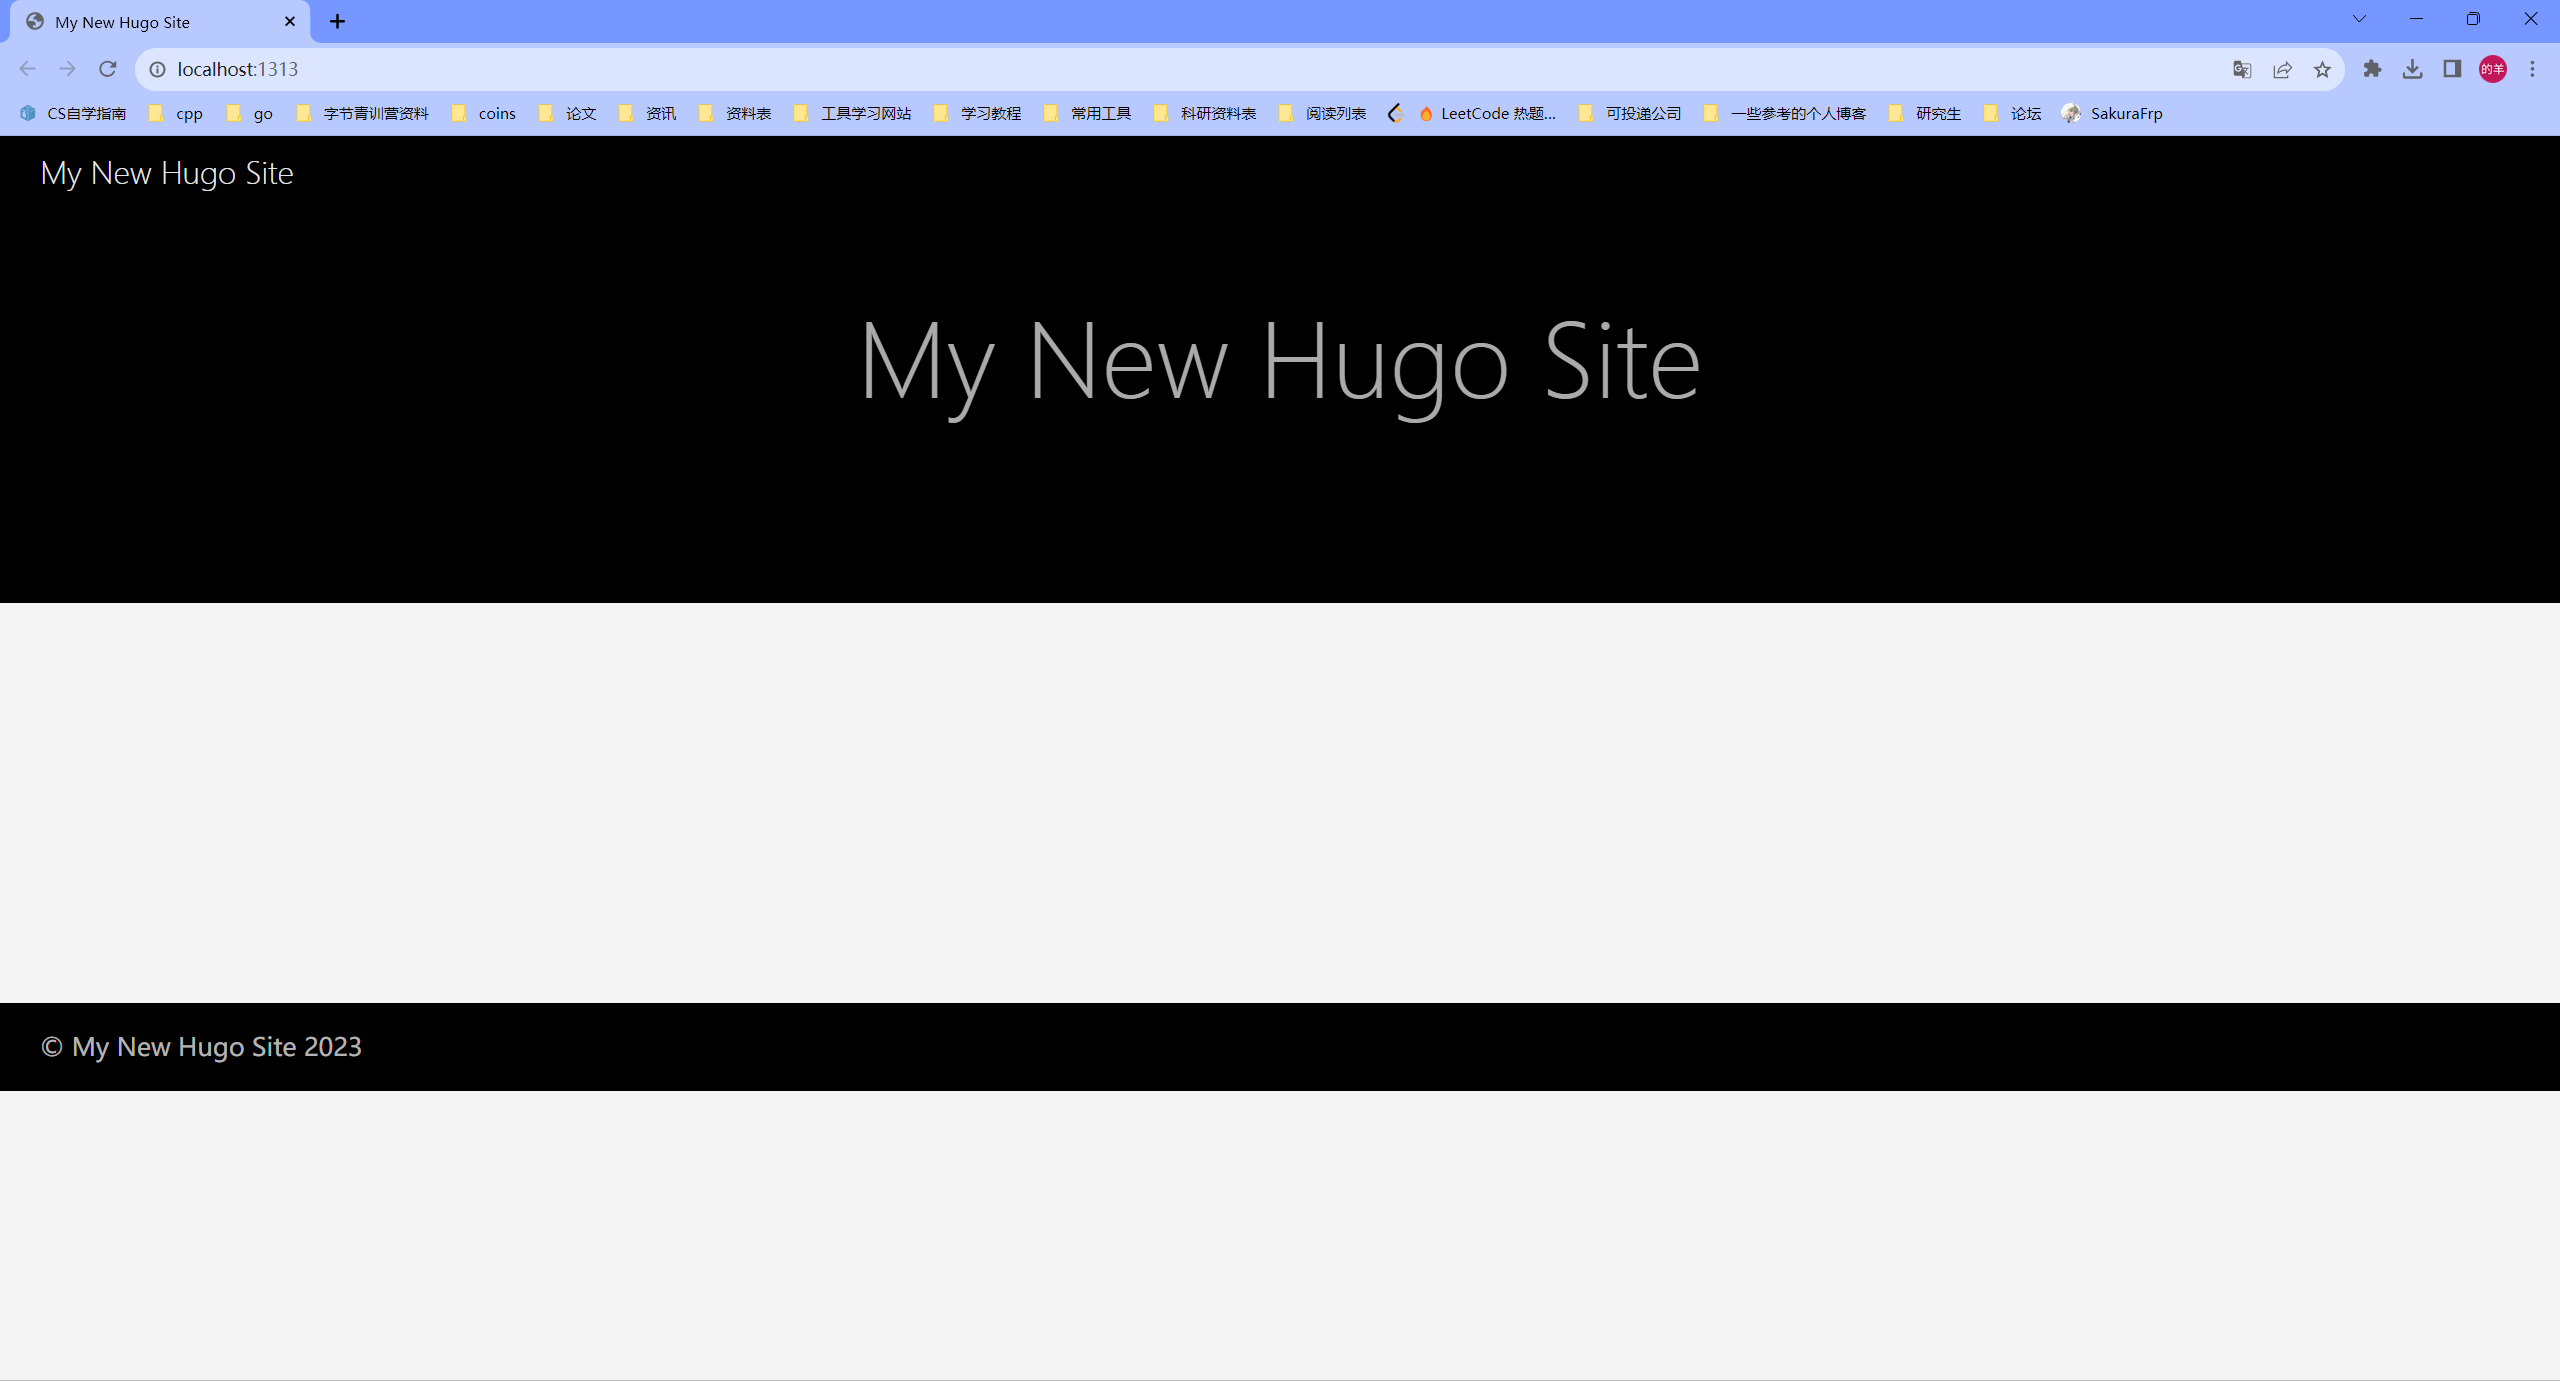 My New Hugo Site
localhost:1313
的羊
CS自学指南 cpp go 字节青训营资料 coins 论文 资讯 资料表 工具学习网站 学习教程 常用工具 科研资料表 阅读列表 LeetCode 热题... 可投递公司 一些参考的个人博客 研究生 论坛 SakuraFrp
My New Hugo Site
My New Hugo Site
© My New Hugo Site 2023